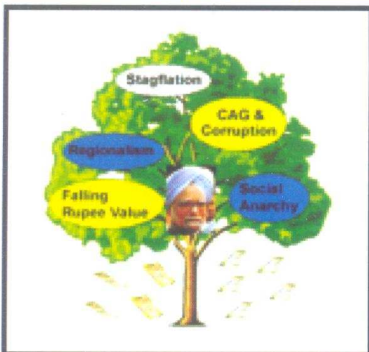 Stagflation
CAG &
Corruption
Regionalism
Falling
Rupee Value
Social
Anarchy